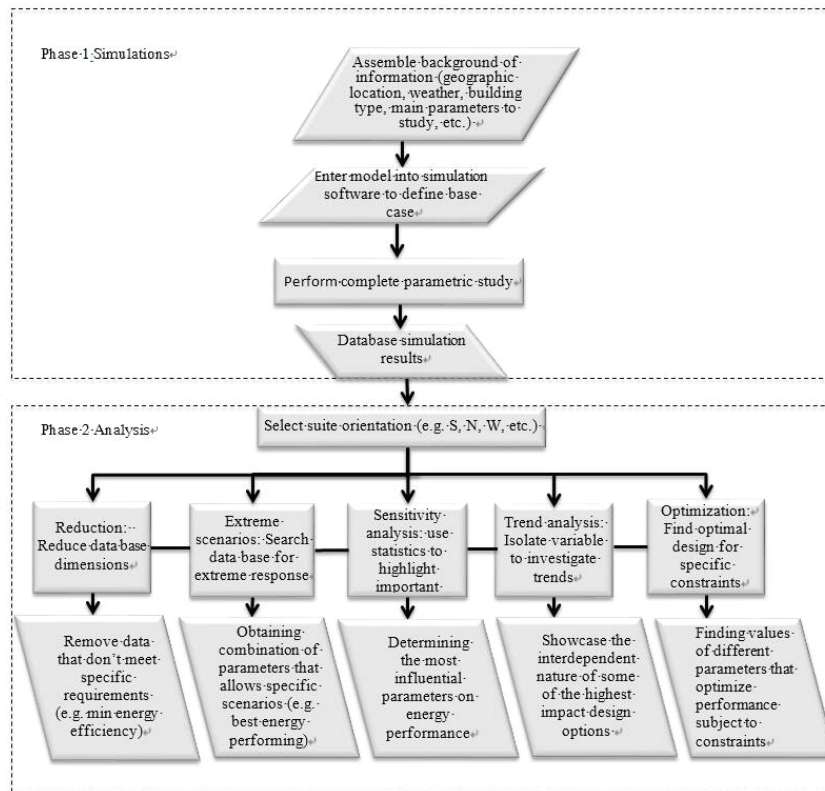 Phase 1 Simulations
Assemble background of
information (geographic
location, weather, building
type, main parameters to
study, etc.)
Enter model into simulation
software to define base
case
Perform complete parametric study
Database simulation
results
Phase 2 Analysis
Select suite orientation (e.g. S, N, W, etc.)
Reduction:
Reduce data base
dimensions
Extreme
scenarios: Search
data base for
extreme response
Sensitivity
analysis: use
statistics to
highlight
important
Trend analysis:
Isolate variable
to investigate
trends
Optimization:
Find optimal
design for
specific
constraints
Remove data
that don't meet
specific
requirements
(e.g. min energy
efficiency)
Obtaining
combination of
parameters that
allows specific
scenarios (e.g.
best energy
performing)
Determining
the most
influential
parameters on
energy
performance
Showcase the
interdependent
nature of some
of the highest
impact design
options
Finding values
of different
parameters that
optimize
performance
subject to
constraints